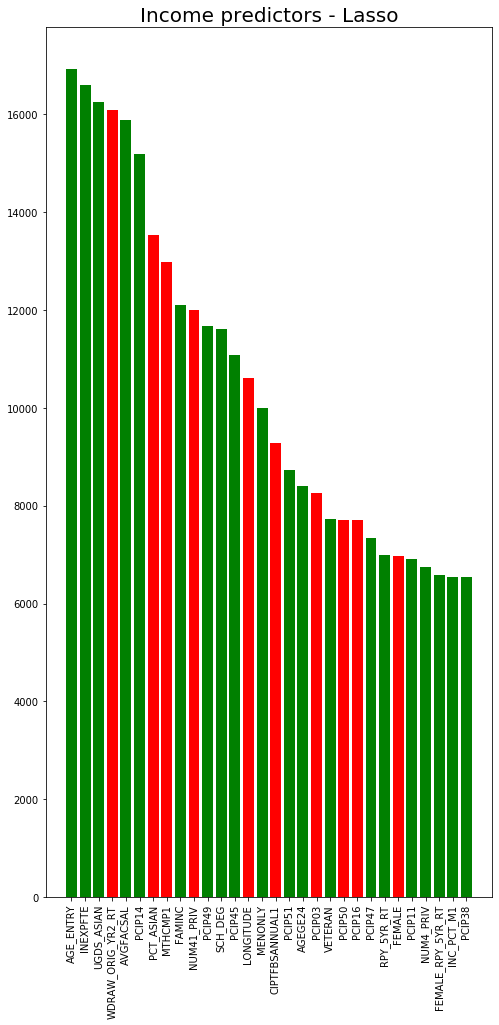 Income predictors - Lasso
16000
14000
12000
10000
8000
6000
4000
2000
0
AGE_ENTRY
INEXPFTE
UGDS_ASIAN
WDRAW_ORIG_YR2_RT
AVGFACSAL
PCIP14
PCT_ASIAN
MTHCMP1
FAMINC
NUM41_PRIV
PCIP49
SCH_DEG
PCIP45
LONGITUDE
MENONLY
CIPTFBSANNUAL1
PCIP51
AGEGE24
PCIP03
VETERAN
PCIP50
PCIP16
PCIP47
RPY_5YR_RT
FEMALE
PCIP11
NUM4_PRIV
FEMALE_RPY_5YR_RT
INC_PCT_M1
PCIP38